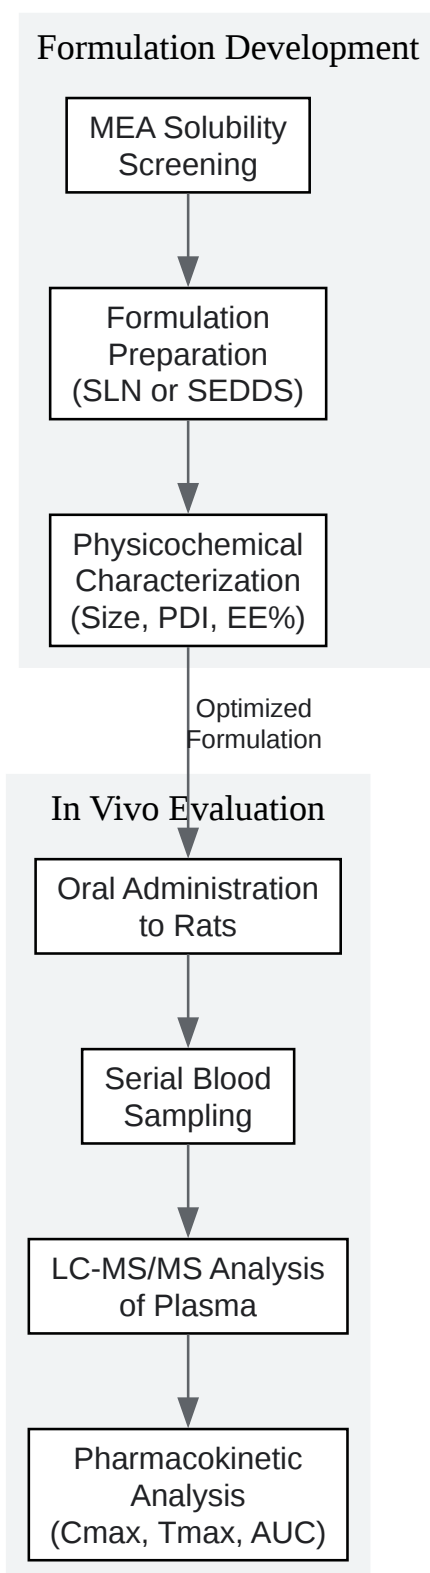 Formulation Development
MEA Solubility
Screening
Formulation
Preparation
(SLN or SEDDS)
Physicochemical
Characterization
(Size, PDI, EE%)
Optimized
Formulation
In Vivo Evaluation
Oral Administration
to Rats
Serial Blood
Sampling
LC-MS/MS Analysis
of Plasma
Pharmacokinetic
Analysis
(Cmax, Tmax, AUC)